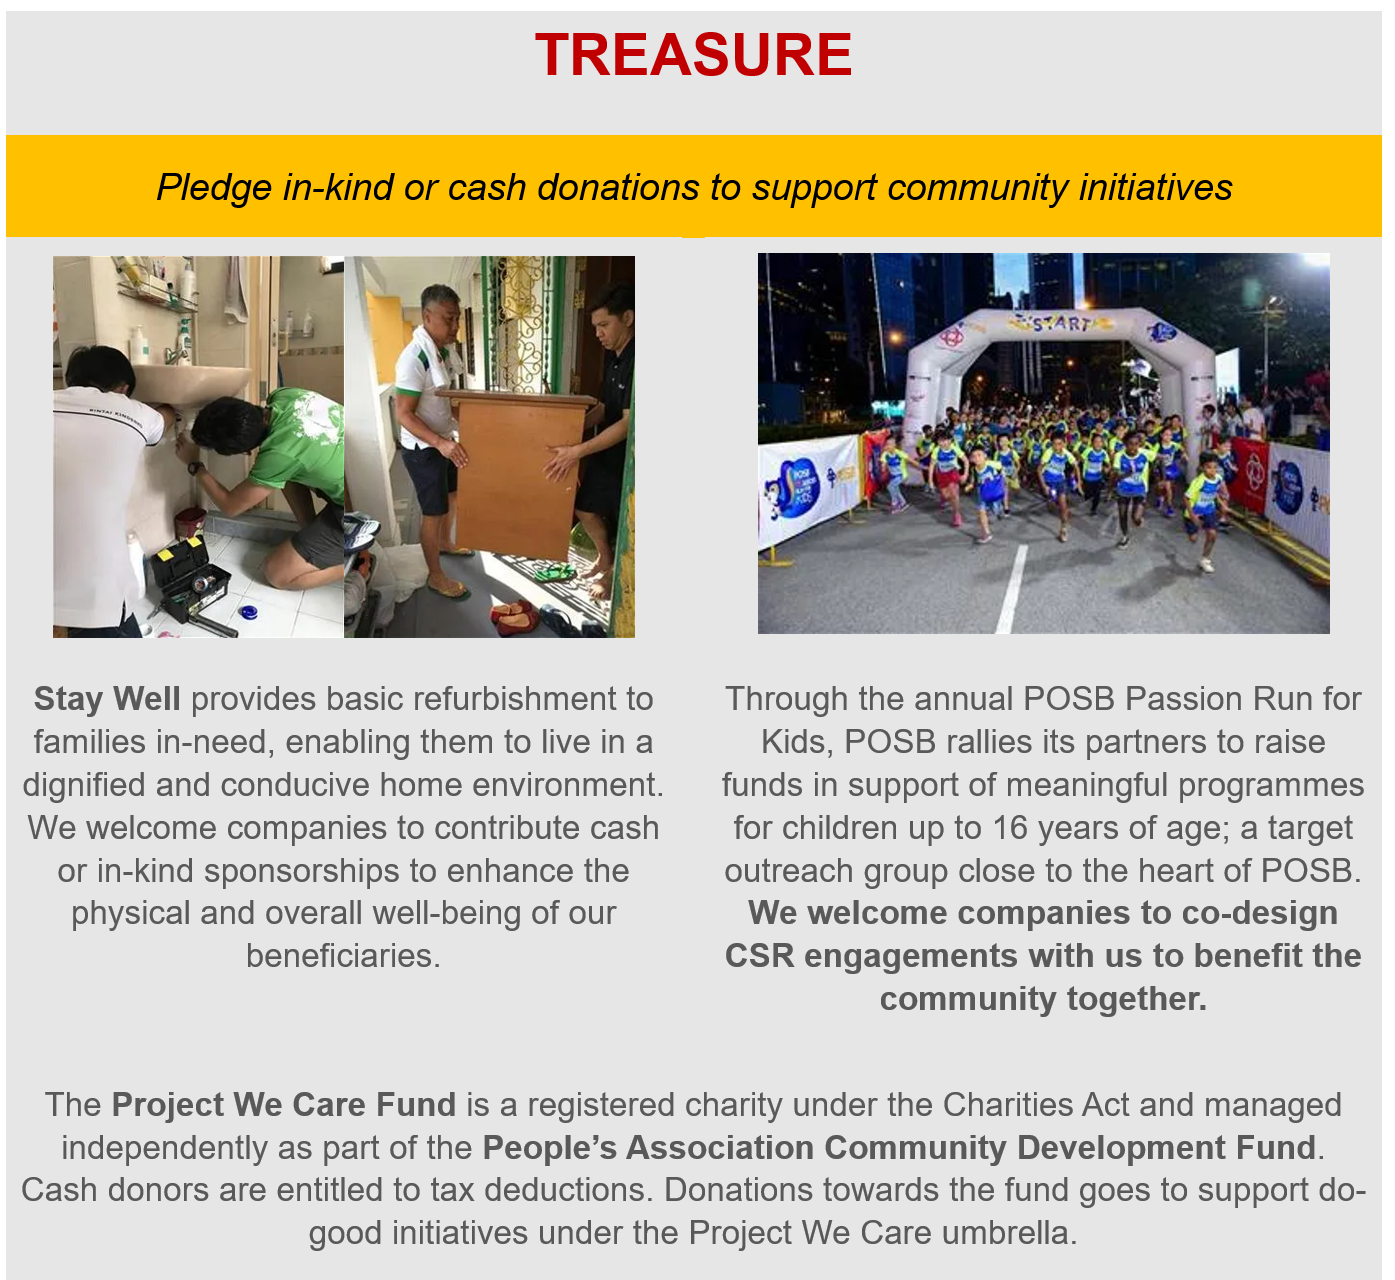 TREASURE
Pledge in-kind or cash donations to support community initiatives
START
POSB
KIDS
Stay Well provides basic refurbishment to
families in-need, enabling them to live in a
dignified and conducive home environment.
We welcome companies to contribute cash
or in-kind sponsorships to enhance the
physical and overall well-being of our
beneficiaries.
Through the annual POSB Passion Run for
Kids, POSB rallies its partners to raise
funds in support of meaningful programmes
for children up to 16 years of age; a target
outreach group close to the heart of POSB.
We welcome companies to co-design
CSR engagements with us to benefit the
community together.
The Project We Care Fund is a registered charity under the Charities Act and managed
independently as part of the People’s Association Community Development Fund.
Cash donors are entitled to tax deductions. Donations towards the fund goes to support do-
good initiatives under the Project We Care umbrella.